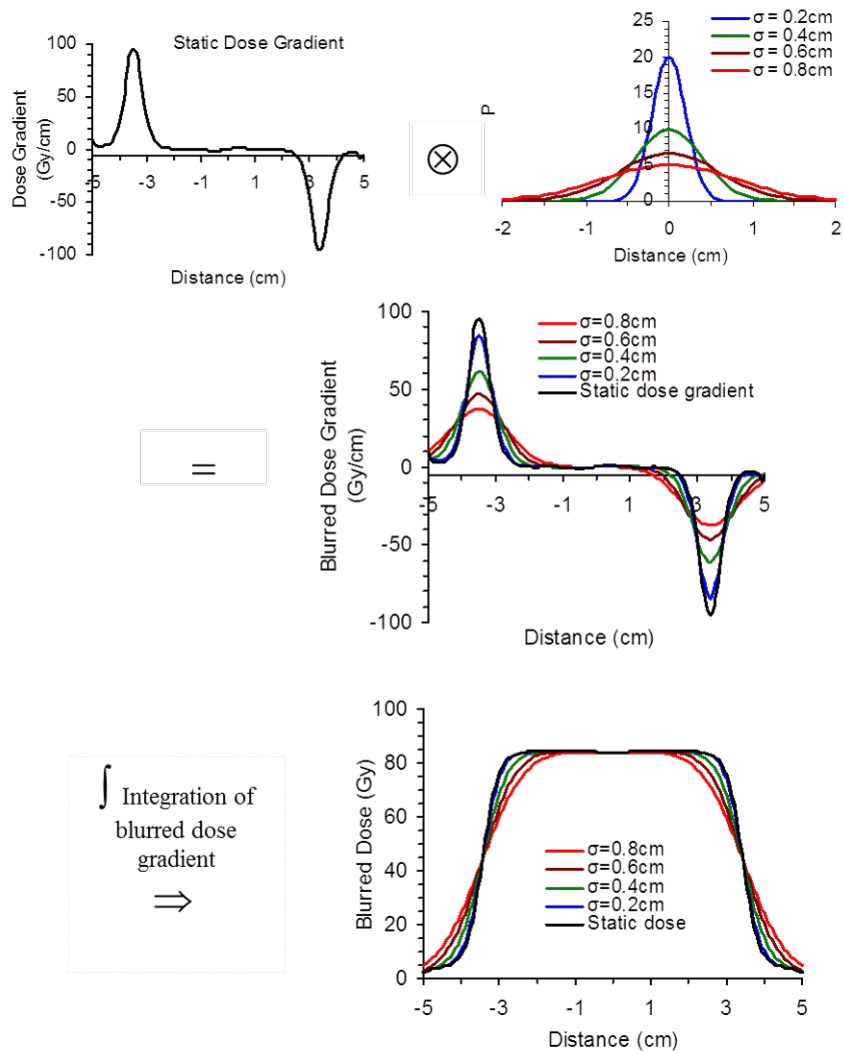 Static Dose Gradient
Dose Gradient
(Gy/cm)
100
50
0
-50
-100
-5
-3
-1
1
3
5
Distance (cm)
⊗
P
25
20
15
10
5
0
-2
-1
0
1
2
Distance (cm)
σ = 0.2cm
σ = 0.4cm
σ = 0.6cm
σ = 0.8cm
=
Blurred Dose Gradient
(Gy/cm)
100
50
0
-50
-100
-5
-3
-1
1
3
5
Distance (cm)
σ=0.8cm
σ=0.6cm
σ=0.4cm
σ=0.2cm
Static dose gradient
∫ Integration of
blurred dose
gradient
⇒
Blurred Dose (Gy)
100
80
60
40
20
0
-5
-3
-1
1
3
5
Distance (cm)
σ=0.8cm
σ=0.6cm
σ=0.4cm
σ=0.2cm
Static dose